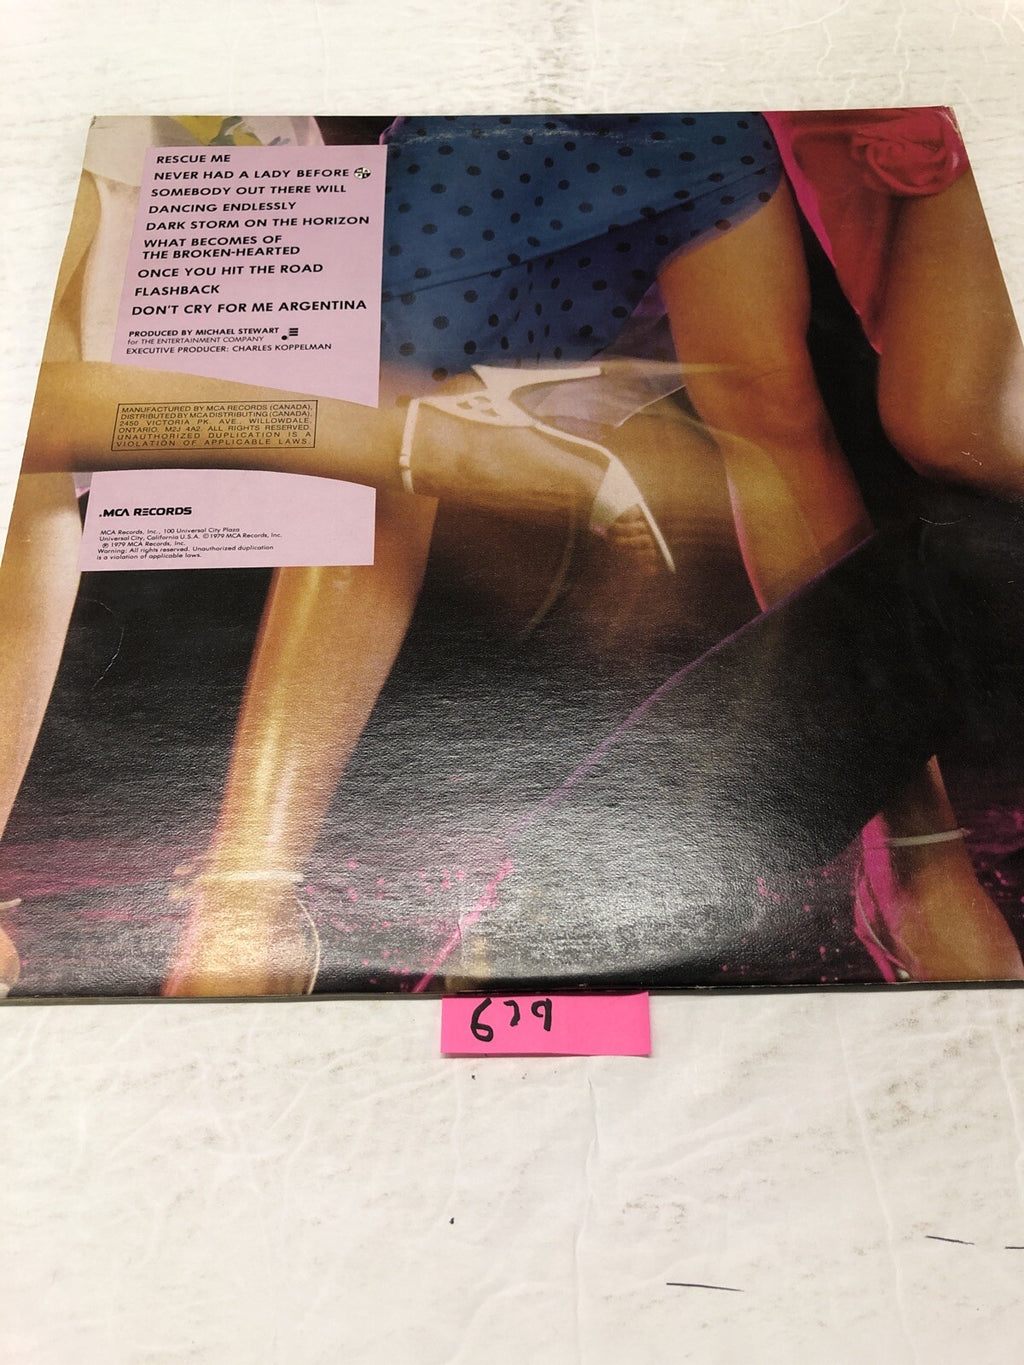 RESCUE ME
NEVER HAD A LADY BEFORE
SOMEBODY OUT THERE WILL
DANCING ENDLESSLY
DARK STORM ON THE HORIZON
WHAT BECOMES OF
THE BROKEN-HEARTED
ONCE YOU HIT THE ROAD
FLASHBACK
DON'T CRY FOR ME ARGENTINA
PRODUCED BY MICHAEL STEWART
for THE ENTERTAINMENT COMPANY
EXECUTIVE PRODUCER: CHARLES KOPPELMAN
MANUFACTURED BY MCA RECORDS (CANADA),
DISTRIBUTED BY MCA DISTRIBUTING (CANADA),
2450 VICTORIA PK. AVE., WILLOWDALE,
ONTARIO. M2J 4A2. ALL RIGHTS RESERVED.
UNAUTHORIZED DUPLICATION IS A
VIOLATION OF APPLICABLE LAWS.
.MCA RECORDS
MCA Records, Inc., 100 Universal City Plaza
Universal City, California U.S.A. © 1979 MCA Records, Inc.
℗ 1979 MCA Records, Inc.
Warning: All rights reserved. Unauthorized duplication
is a violation of applicable laws.
679